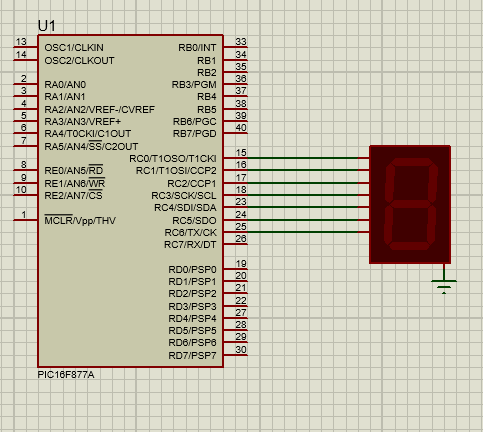 U1
13 OSC1/CLKIN RB0/INT 33
14 OSC2/CLKOUT RB1 34
RB2 35
2 RA0/AN0 RB3/PGM 36
3 RA1/AN1 RB4 37
4 RA2/AN2/VREF-/CVREF RB5 38
5 RA3/AN3/VREF+ RB6/PGC 39
6 RA4/T0CKI/C1OUT RB7/PGD 40
7 RA5/AN4/SS/C2OUT
RC0/T1OSO/T1CKI 15
8 RE0/AN5/RD RC1/T1OSI/CCP2 16
9 RE1/AN6/WR RC2/CCP1 17
10 RE2/AN7/CS RC3/SCK/SCL 18
RC4/SDI/SDA 23
1 MCLR/Vpp/THV RC5/SDO 24
RC6/TX/CK 25
RC7/RX/DT 26
RD0/PSP0 19
RD1/PSP1 20
RD2/PSP2 21
RD3/PSP3 22
RD4/PSP4 27
RD5/PSP5 28
RD6/PSP6 29
RD7/PSP7 30
PIC16F877A